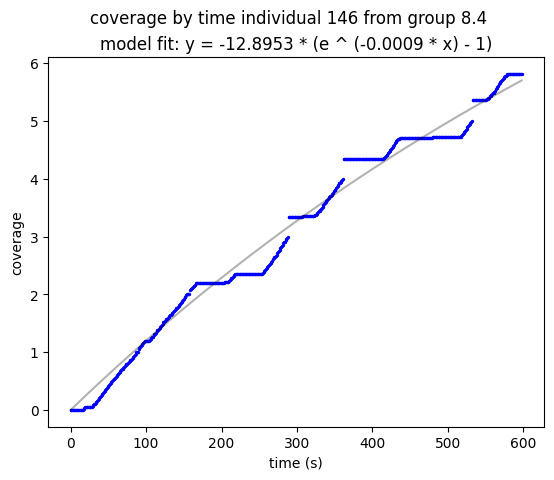 coverage by time individual 146 from group 8.4
model fit: y = -12.8953 * (e ^ (-0.0009 * x) - 1)
6
5
4
3
2
1
0
coverage
0 100 200 300 400 500 600
time (s)